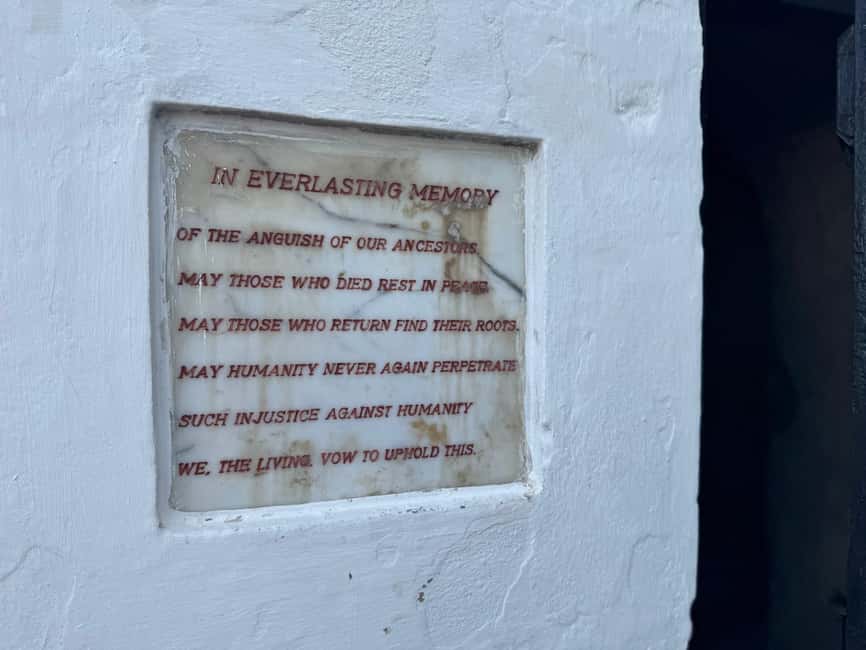 IN EVERLASTING MEMORY
OF THE ANGUISH OF OUR ANCESTORS.
MAY THOSE WHO DIED REST IN PEACE.
MAY THOSE WHO RETURN FIND THEIR ROOTS.
MAY HUMANITY NEVER AGAIN PERPETRATE
SUCH INJUSTICE AGAINST HUMANITY
WE, THE LIVING, VOW TO UPHOLD THIS.